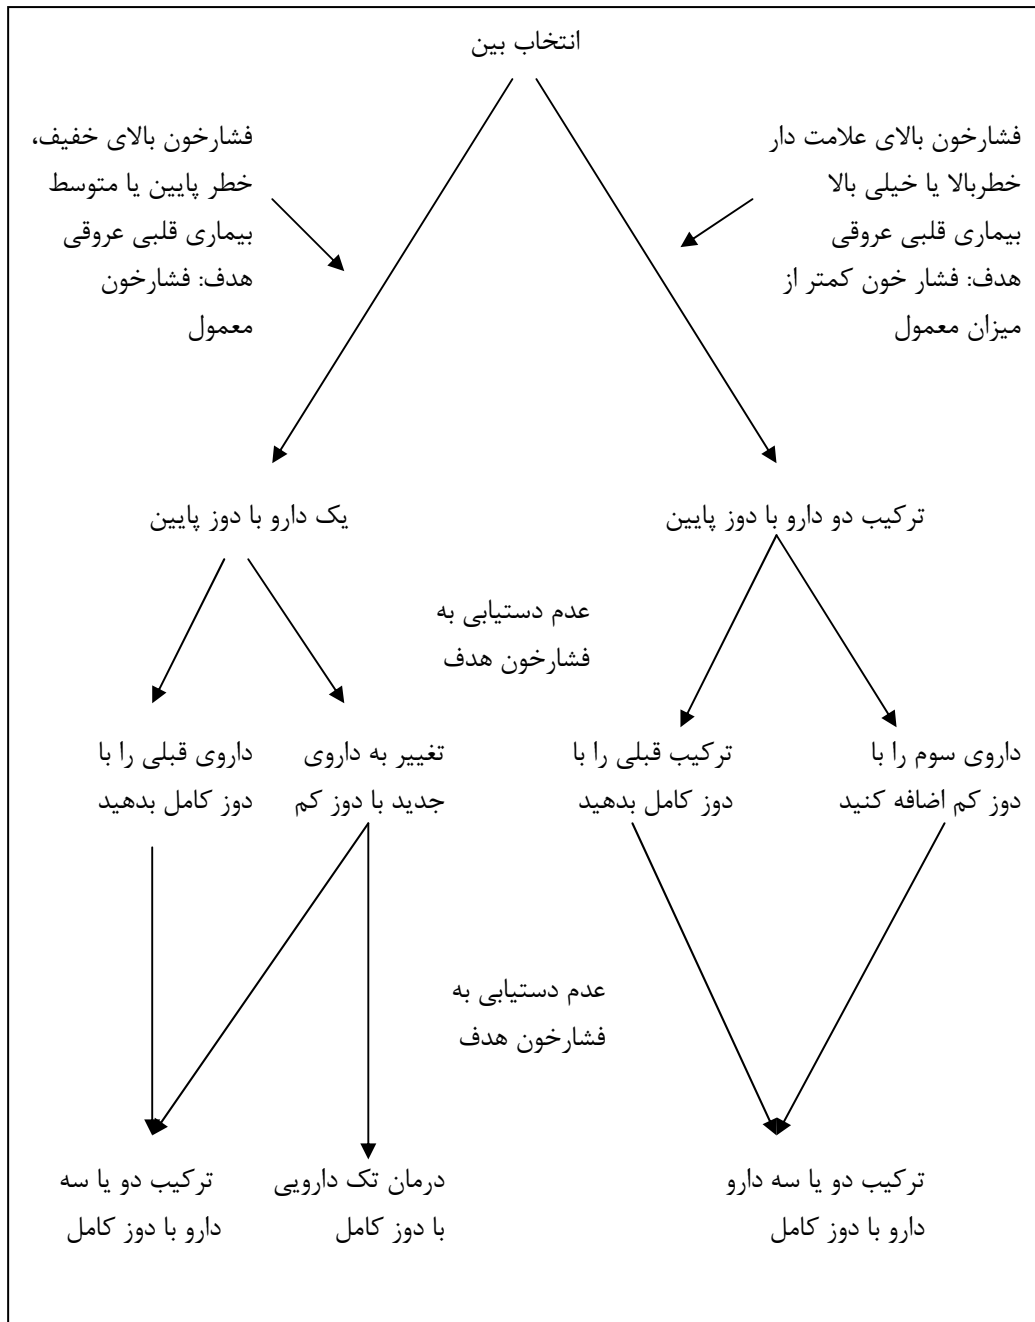 انتخاب بین
فشارخون بالای علامت دار
خطربالا یا خیلی بالا
بیماری قلبی عروقی
هدف: فشار خون کمتر از
میزان معمول
فشارخون بالای خفیف،
خطر پایین یا متوسط
بیماری قلبی عروقی
هدف: فشارخون
معمول
ترکیب دو دارو با دوز پایین
یک دارو با دوز پایین
عدم دستیابی به
فشارخون هدف
داروی سوم را با
دوز کم اضافه کنید
ترکیب قبلی را با
دوز کامل بدهید
تغییر به داروی
جدید با دوز کم
داروی قبلی را با
دوز کامل بدهید
عدم دستیابی به
فشارخون هدف
ترکیب دو یا سه دارو
دارو با دوز کامل
درمان تک دارویی
با دوز کامل
ترکیب دو یا سه
دارو با دوز کامل